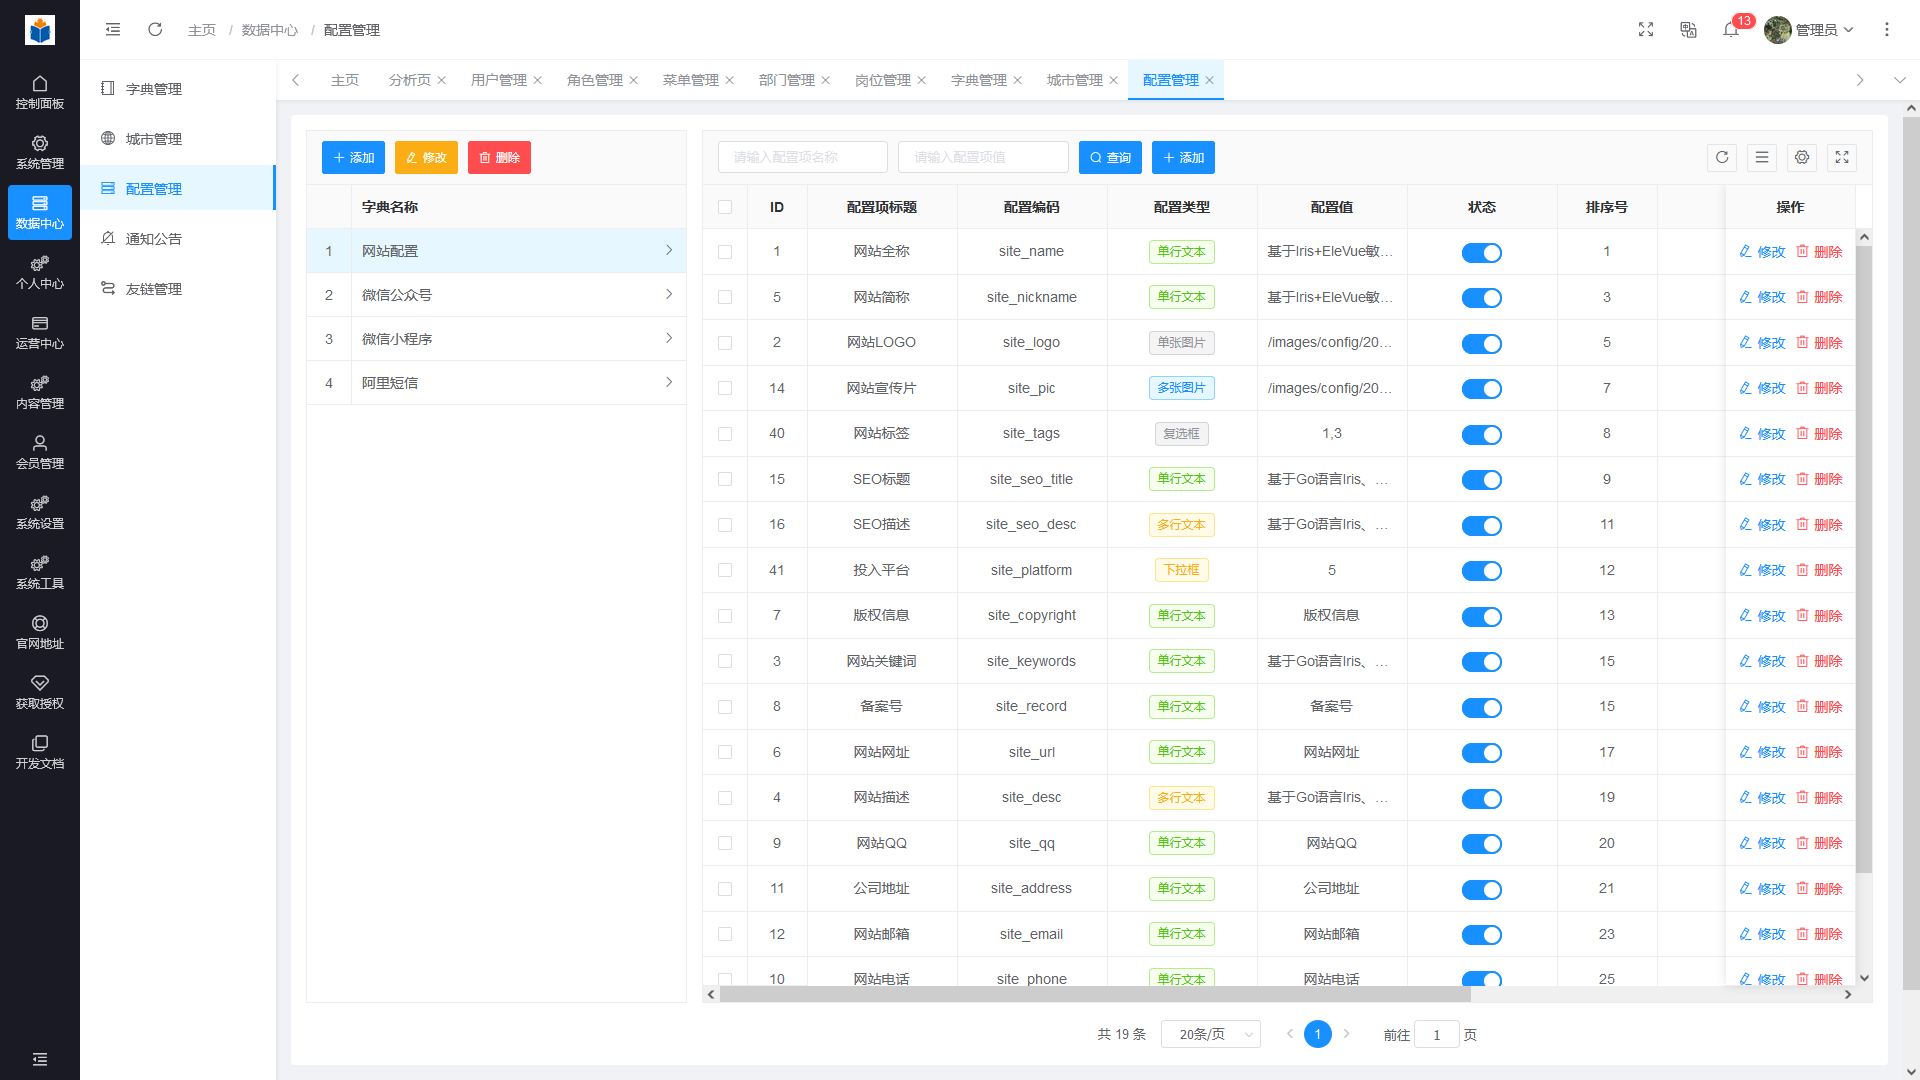 主页 / 数据中心 / 配置管理
13
管理员
控制面板
系统管理
数据中心
个人中心
运营中心
内容管理
会员管理
系统设置
系统工具
官网地址
获取授权
开发文档
字典管理
城市管理
配置管理
通知公告
友链管理
主页 分析页 用户管理 角色管理 菜单管理 部门管理 岗位管理 字典管理 城市管理 配置管理
添加 修改 删除
字典名称
1 网站配置
2 微信公众号
3 微信小程序
4 阿里短信
请输入配置项名称 请输入配置项值 查询 添加
ID 配置项标题 配置编码 配置类型 配置值 状态 排序号 操作
1 网站全称 site_name 单行文本 基于Iris+EleVue敏... 1 修改 删除
5 网站简称 site_nickname 单行文本 基于Iris+EleVue敏... 3 修改 删除
2 网站LOGO site_logo 单张图片 /images/config/20... 5 修改 删除
14 网站宣传片 site_pic 多张图片 /images/config/20... 7 修改 删除
40 网站标签 site_tags 复选框 1,3 8 修改 删除
15 SEO标题 site_seo_title 单行文本 基于Go语言Iris、... 9 修改 删除
16 SEO描述 site_seo_desc 多行文本 基于Go语言Iris、... 11 修改 删除
41 投入平台 site_platform 下拉框 5 12 修改 删除
7 版权信息 site_copyright 单行文本 版权信息 13 修改 删除
3 网站关键词 site_keywords 单行文本 基于Go语言Iris、... 15 修改 删除
8 备案号 site_record 单行文本 备案号 15 修改 删除
6 网站网址 site_url 单行文本 网站网址 17 修改 删除
4 网站描述 site_desc 多行文本 基于Go语言Iris、... 19 修改 删除
9 网站QQ site_qq 单行文本 网站QQ 20 修改 删除
11 公司地址 site_address 单行文本 公司地址 21 修改 删除
12 网站邮箱 site_email 单行文本 网站邮箱 23 修改 删除
10 网站电话 site_phone 单行文本 网站电话 25 修改 删除
共 19 条 20条/页 1 前往 1 页